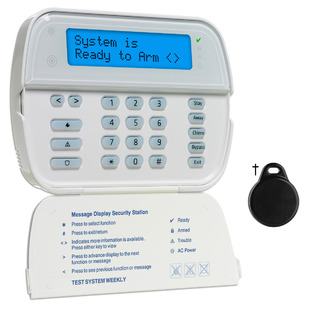 System is
Ready to Arm <>
< > 1 2 3 Stay
4 5 6 Away
7 8 9 Chime
* 0 # Bypass
Exit
Message Display Security Station
* Press to select function
# Press to exit/return
< > Indicates more information is available.
Press either key to view
> Press to advance display to the next
function or message
< Press to see previous function or message
TEST SYSTEM WEEKLY
✓ Ready
Armed
Trouble
AC Power
†